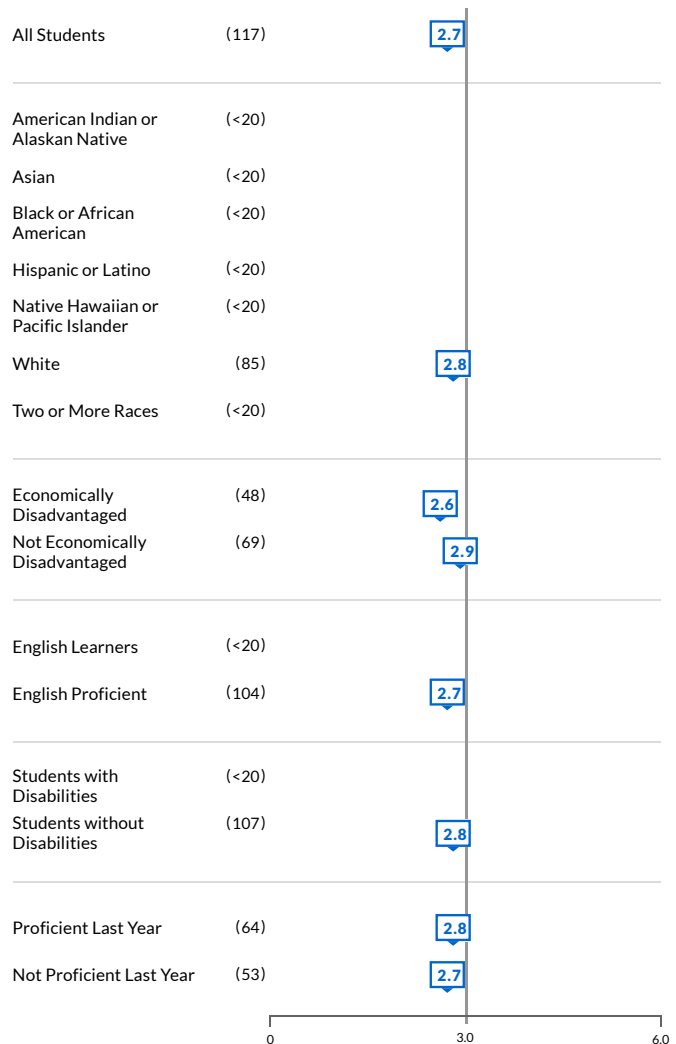 All Students (117) 2.7
American Indian or (<20)
Alaskan Native
Asian (<20)
Black or African (<20)
American
Hispanic or Latino (<20)
Native Hawaiian or (<20)
Pacific Islander
White (85) 2.8
Two or More Races (<20)
Economically (48) 2.6
Disadvantaged
Not Economically (69) 2.9
Disadvantaged
English Learners (<20)
English Proficient (104) 2.7
Students with (<20)
Disabilities
Students without (107) 2.8
Disabilities
Proficient Last Year (64) 2.8
Not Proficient Last Year (53) 2.7
0 3.0 6.0